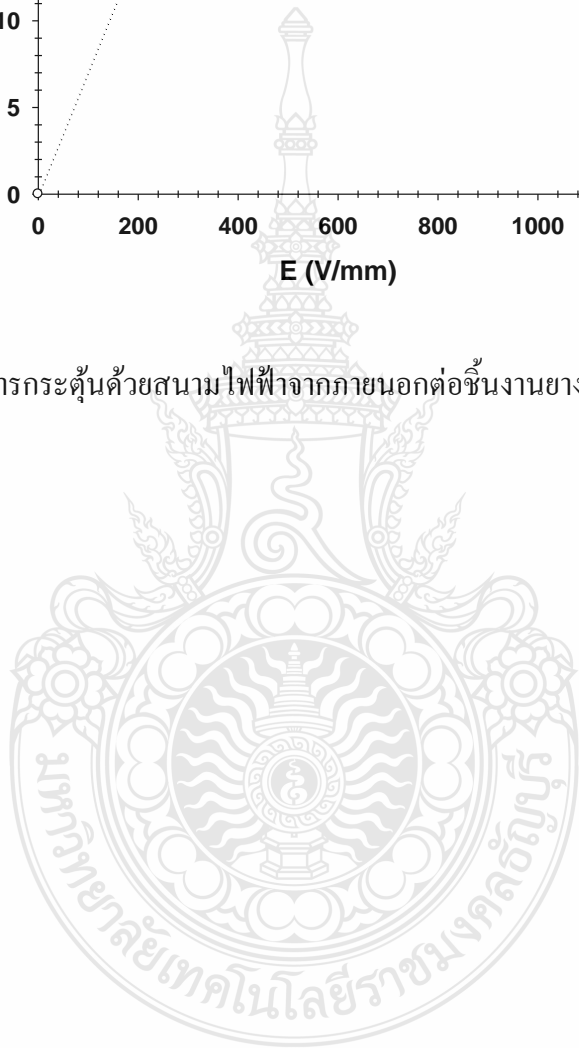 10
5
0
0 200 400 600 800 1000
E (V/mm)
ารกระตุ้นด้วยสนามไฟฟ้าจากภายนอกต่อชิ้นงานยาง
มหาวิทยาลัยเทคโนโลยีราชมงคลธัญบุรี